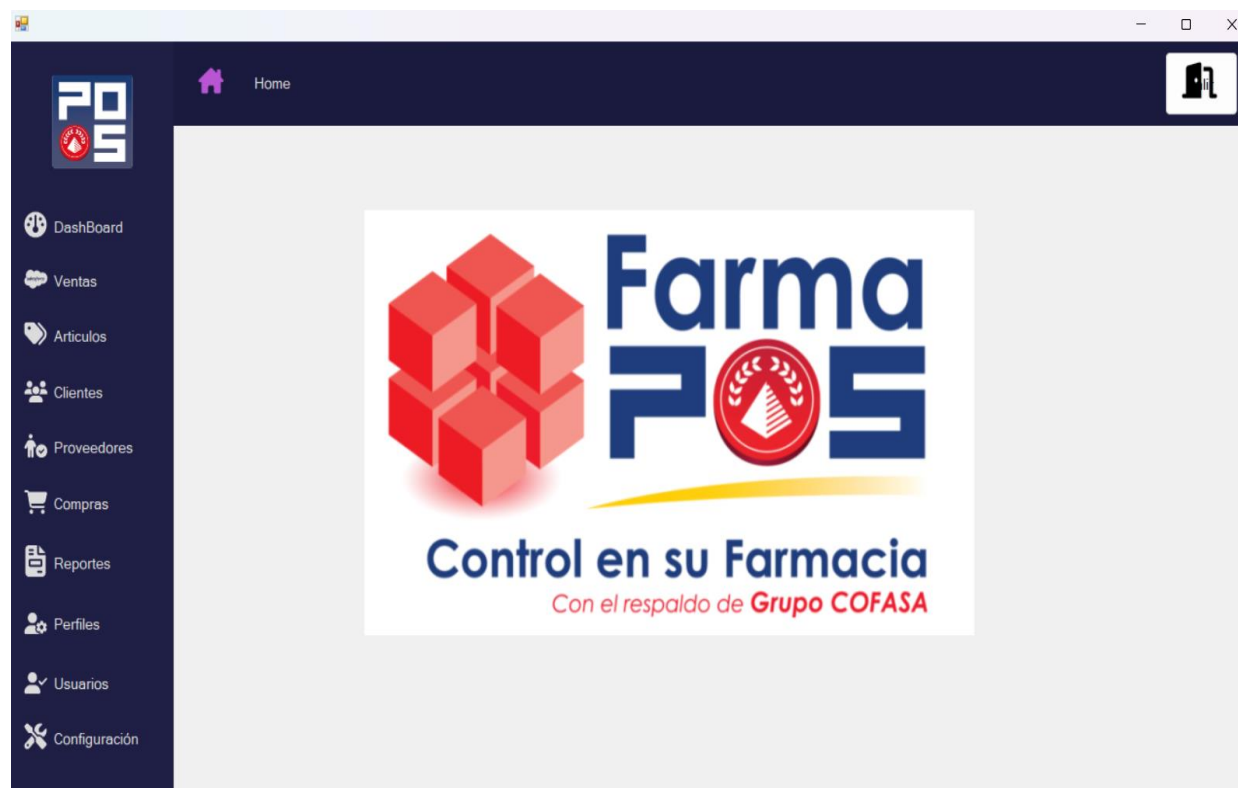 POS
Home
DashBoard
Ventas
Articulos
Clientes
Proveedores
Compras
Reportes
Perfiles
Usuarios
Configuración
Farma
POS
Control en su Farmacia
Con el respaldo de Grupo COFASA